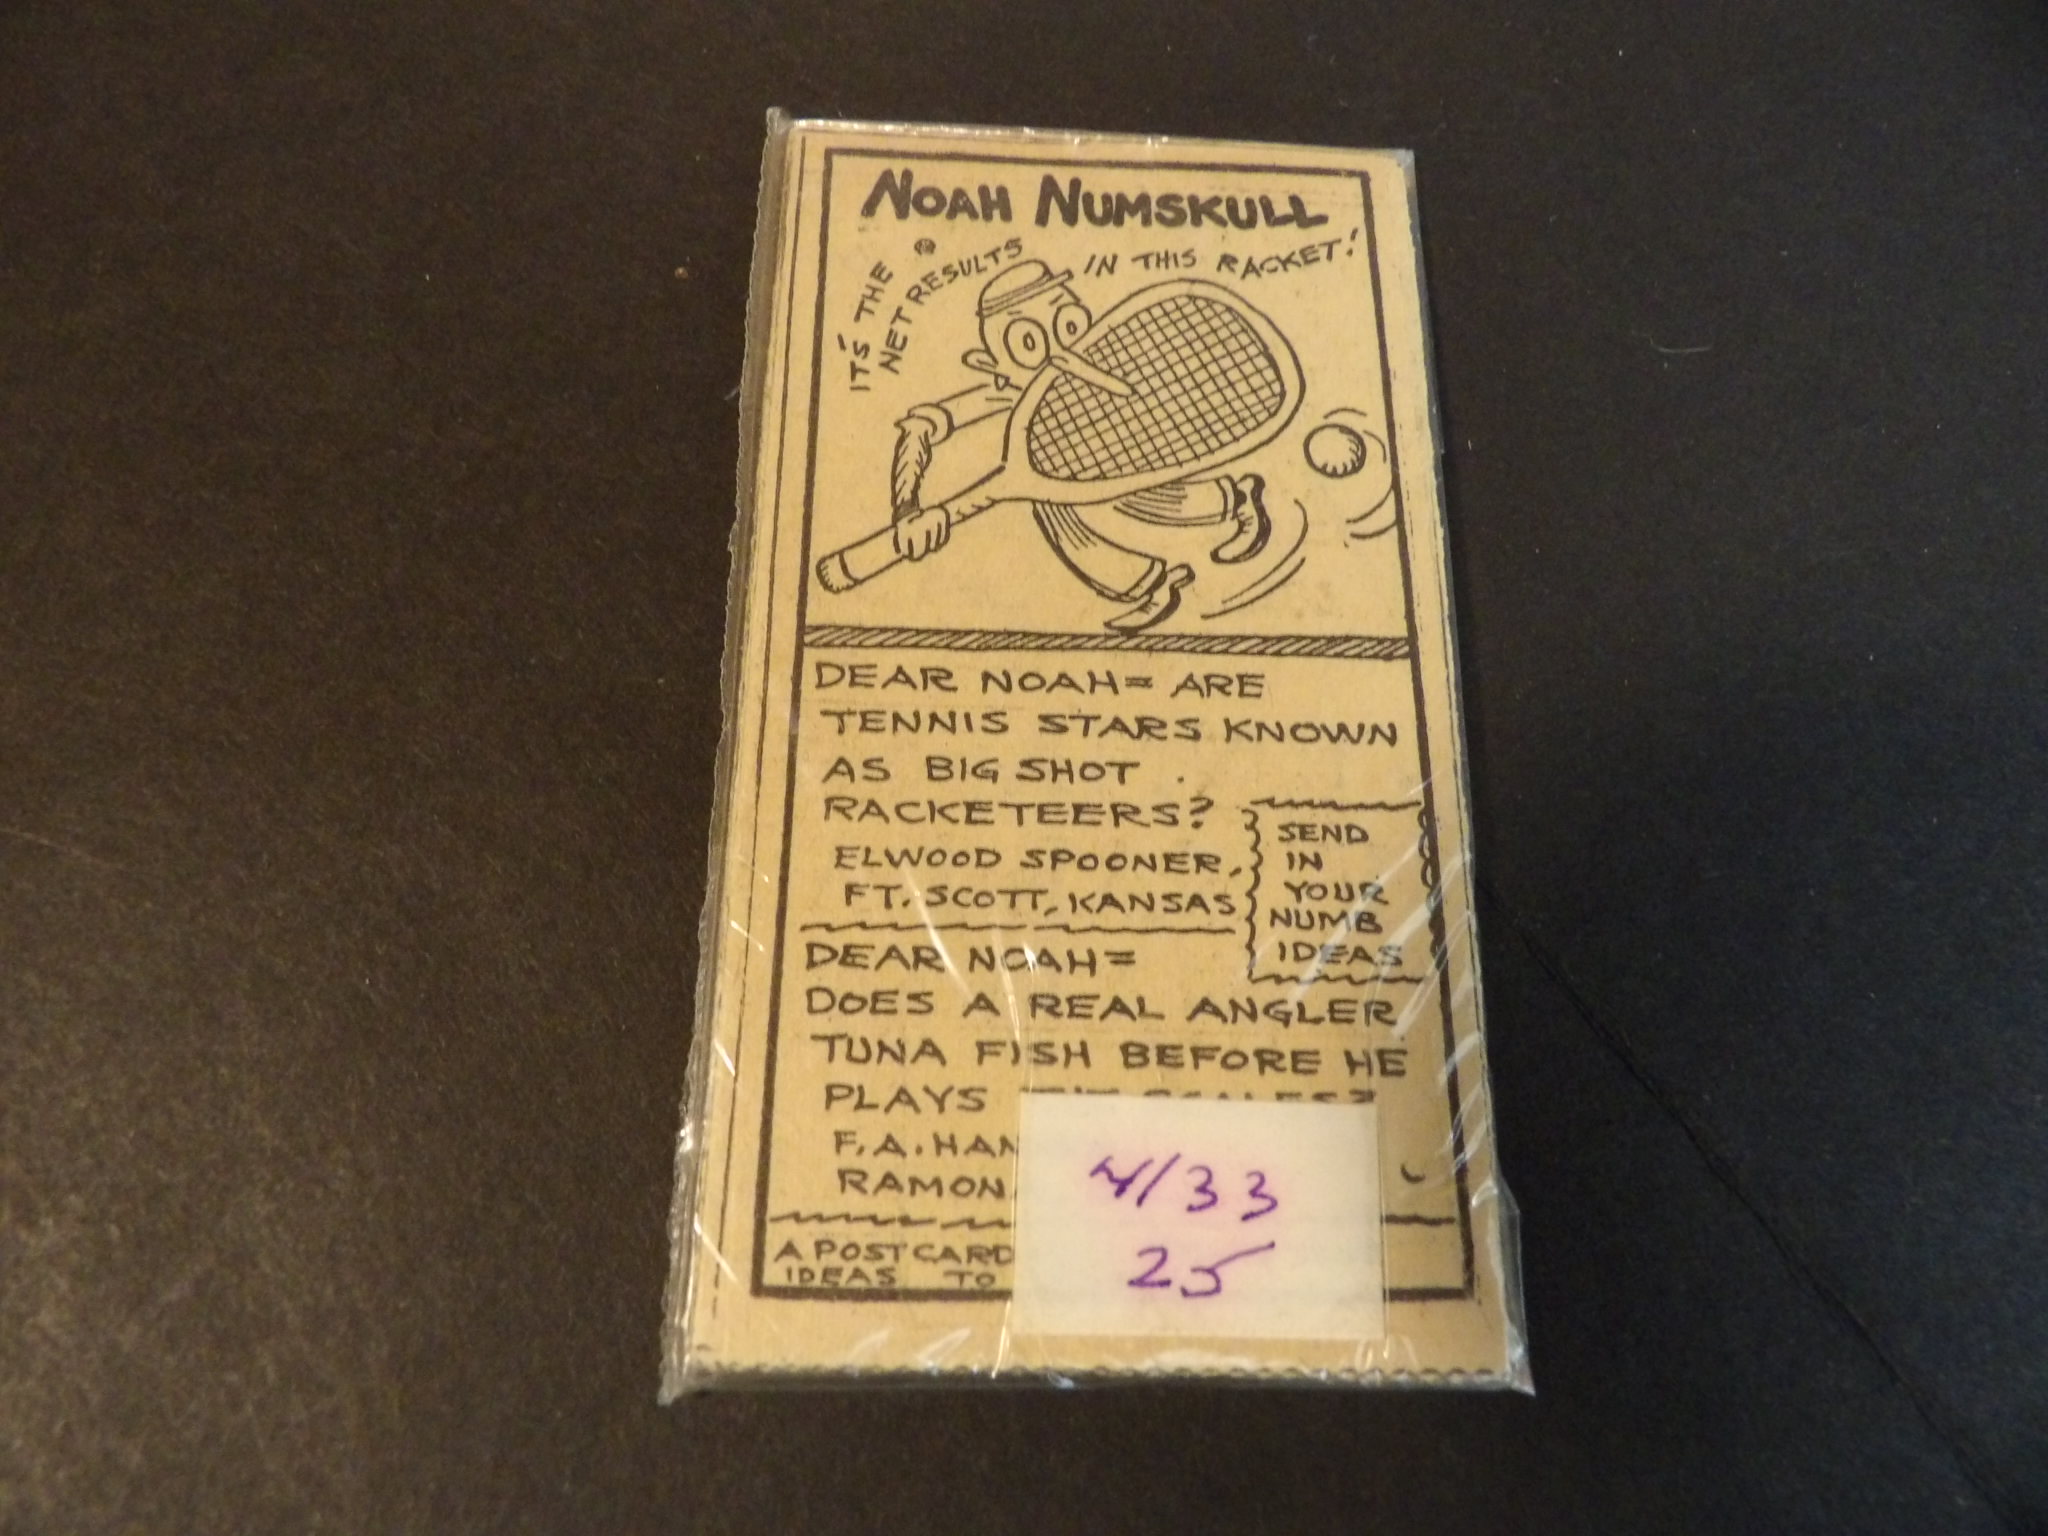 NOAH NUMSKULL
IT'S THE
NET RESULTS
IN THIS RACKET!
DEAR NOAH= ARE
TENNIS STARS KNOWN
AS BIG SHOT
RACKETEERS?
ELWOOD SPOONER,
FT. SCOTT, KANSAS
SEND
IN
YOUR
NUMB
IDEAS
DEAR NOAH=
DOES A REAL ANGLER
TUNA FISH BEFORE HE
PLAYS SCALES?
F. A. HAN
RAMON
A POSTCARD
IDEAS TO
4/33
25